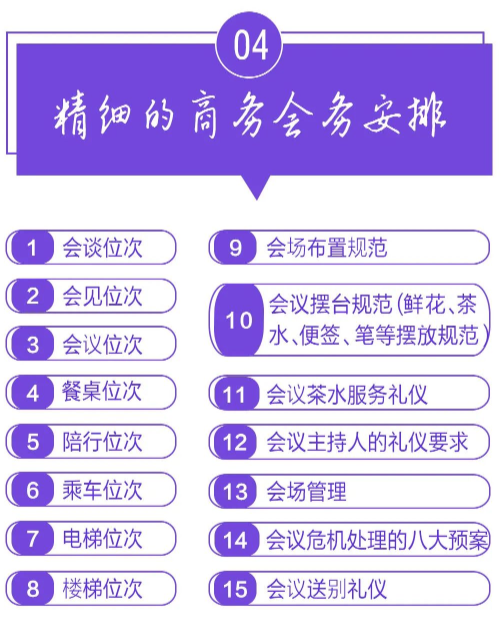 04
精细的商务会务安排
1 会谈位次
2 会见位次
3 会议位次
4 餐桌位次
5 陪行位次
6 乘车位次
7 电梯位次
8 楼梯位次
9 会场布置规范
10 会议摆台规范(鲜花、茶
水、便签、笔等摆放规范)
11 会议茶水服务礼仪
12 会议主持人的礼仪要求
13 会场管理
14 会议危机处理的八大预案
15 会议送别礼仪